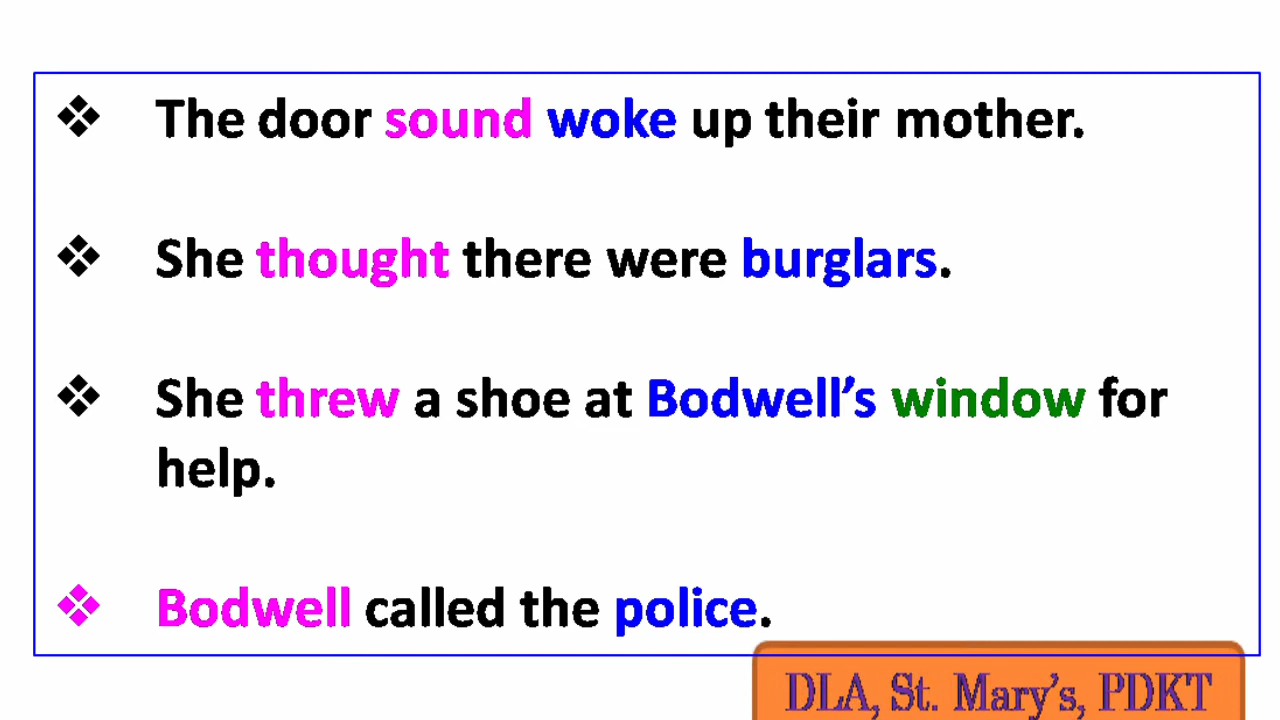 ❖ The door sound woke up their mother.
❖ She thought there were burglars.
❖ She threw a shoe at Bodwell’s window for
help.
❖ Bodwell called the police.
DLA, St. Mary’s, PDKT